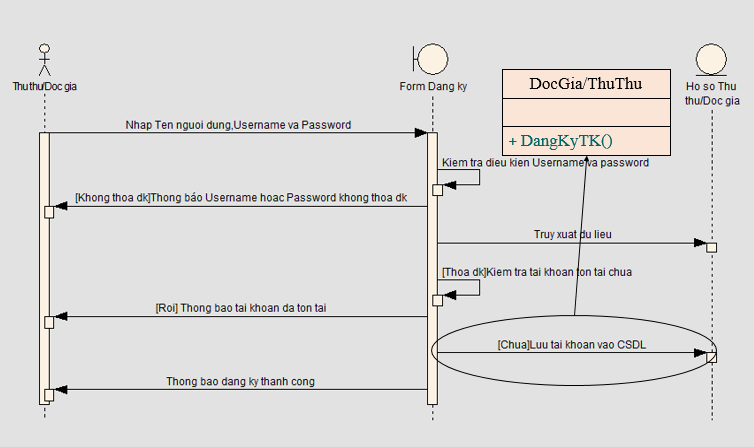 Thu thu/Doc gia
Form Dang ky
DocGia/ThuThu
+ DangKyTK()
Ho so Thu
thu/Doc gia
Nhap Ten nguoi dung,Username va Password
Kiem tra dieu kien Username va password
[Khong thoa dk]Thong báo Username hoac Password khong thoa dk
Truy xuat du lieu
[Thoa dk]Kiem tra tai khoan ton tai chua
[Roi] Thong bao tai khoan da ton tai
[Chua]Luu tai khoan vao CSDL
Thong bao dang ky thanh cong